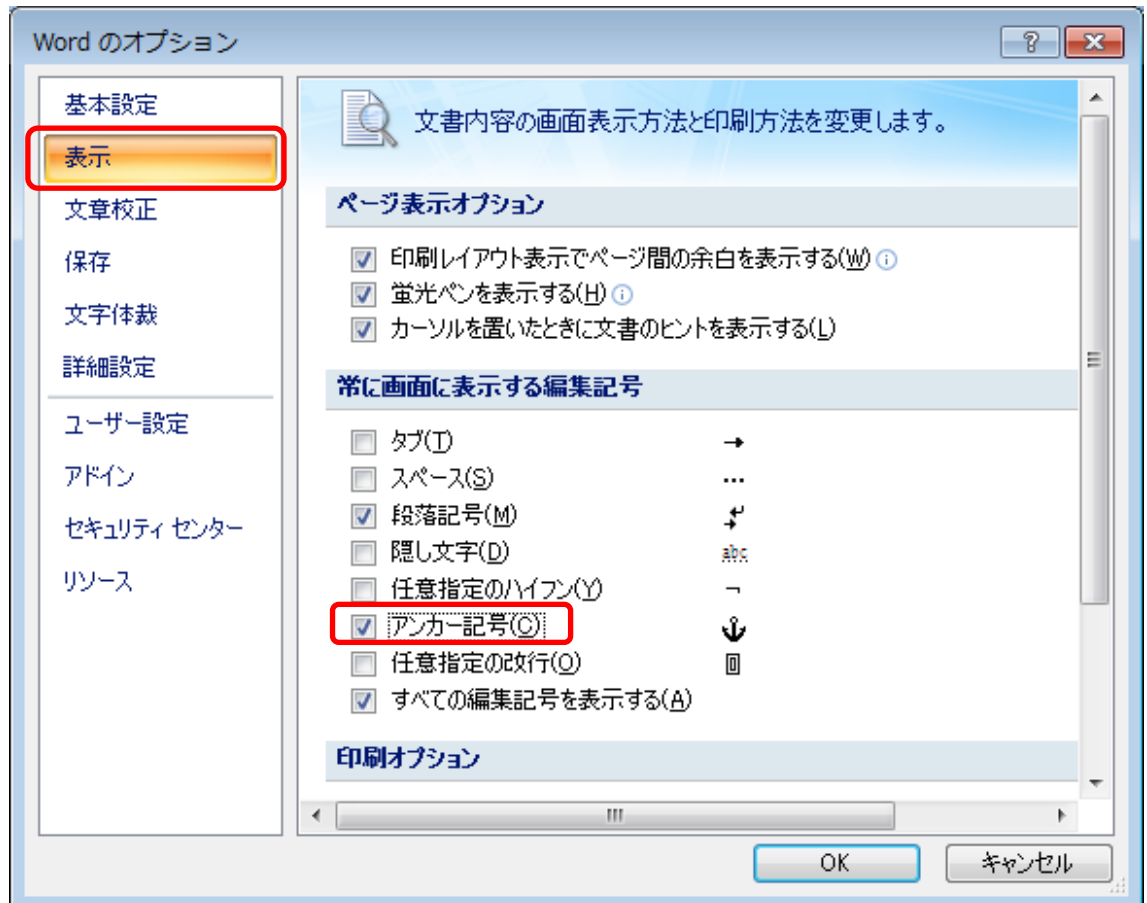 Word のオプション
基本設定
表示
文章校正
保存
文字体裁
詳細設定
ユーザー設定
アドイン
セキュリティ センター
リソース
文書内容の画面表示方法と印刷方法を変更します。
ページ表示オプション
印刷レイアウト表示でページ間の余白を表示する(W)
蛍光ペンを表示する(H)
カーソルを置いたときに文書のヒントを表示する(L)
常に画面に表示する編集記号
タブ(T) →
スペース(S) ···
段落記号(M)
隠し文字(D) abc
任意指定のハイフン(Y) ¬
アンカー記号(C)
任意指定の改行(O)
すべての編集記号を表示する(A)
印刷オプション
OK キャンセル